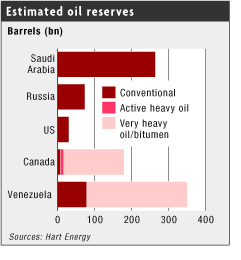 Estimated oil reserves
Barrels (bn)
Saudi
Arabia
Russia
US
Canada
Venezuela
Conventional
Active heavy oil
Very heavy
oil/bitumen
0 100 200 300 400
Sources: Hart Energy